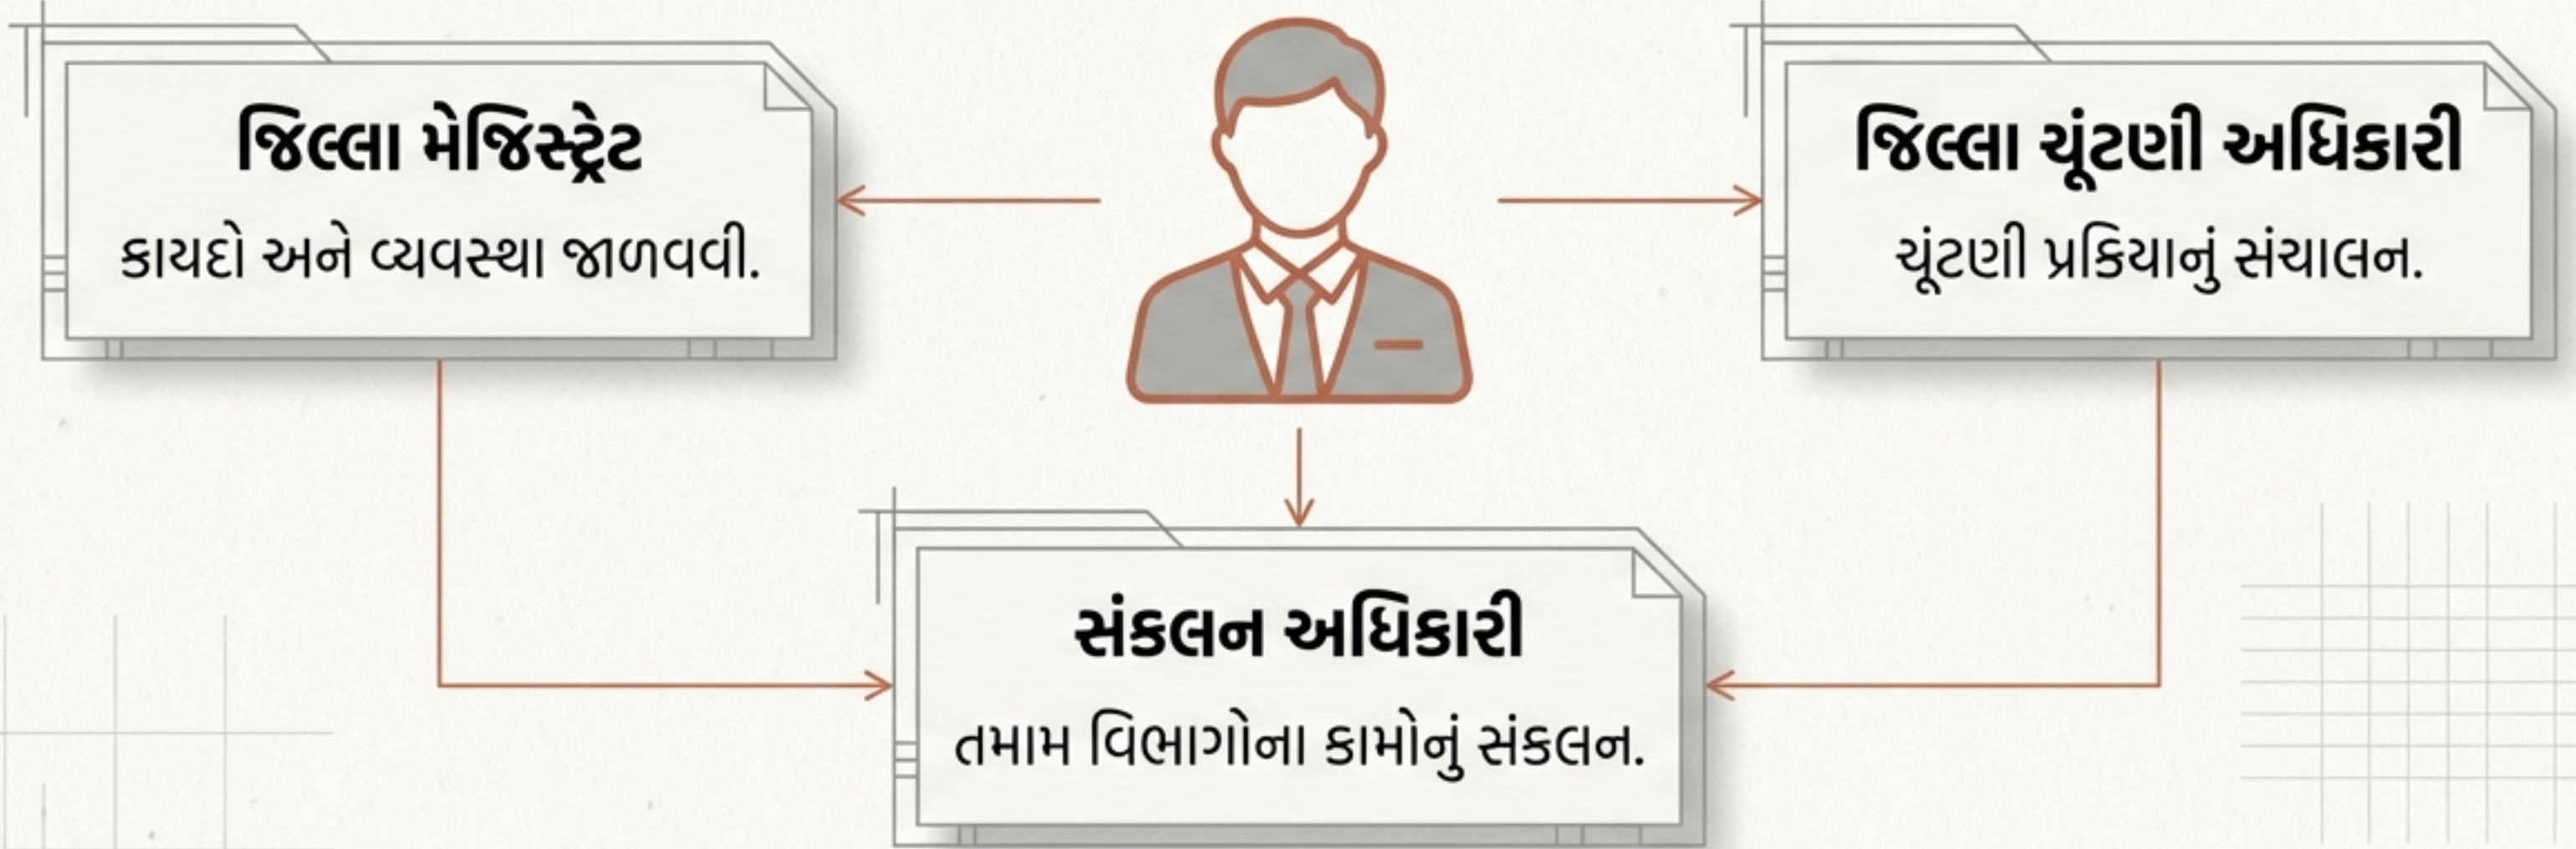 જિલ્લા મેજિસ્ટ્રેટ
કાયદો અને વ્યવસ્થા જાળવવી.
જિલ્લા ચૂંટણી અધિકારી
ચૂંટણી પ્રકિયાનું સંચાલન.
સંકલન અધિકારી
તમામ વિભાગોના કામોનું સંકલન.